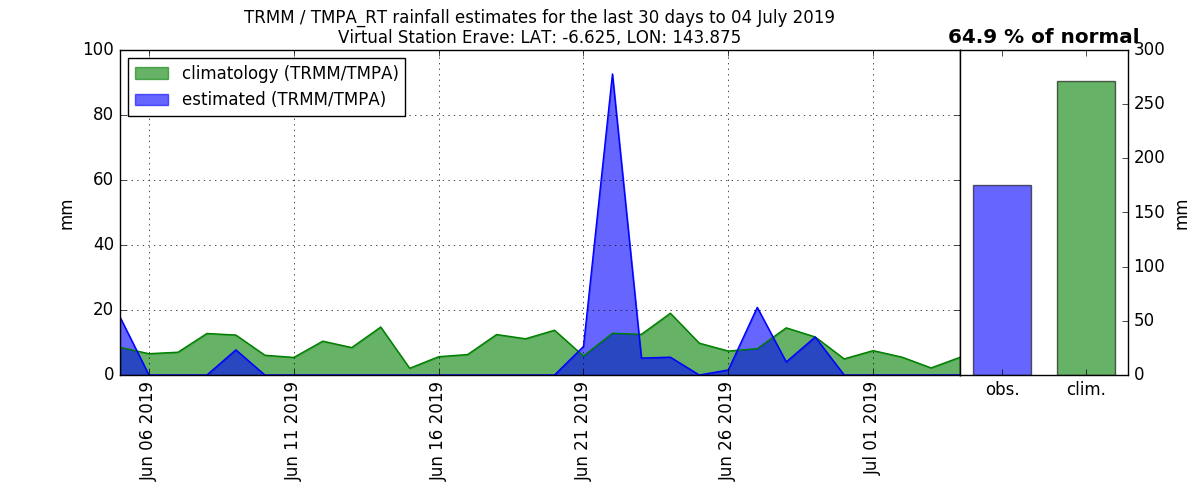 TRMM / TMPA_RT rainfall estimates for the last 30 days to 04 July 2019
Virtual Station Erave: LAT: -6.625, LON: 143.875
64.9 % of normal
climatology (TRMM/TMPA)
estimated (TRMM/TMPA)
100
80
60
40
20
0
mm
Jun 06 2019
Jun 11 2019
Jun 16 2019
Jun 21 2019
Jun 26 2019
Jul 01 2019
300
250
200
150
100
50
0
mm
obs.
clim.